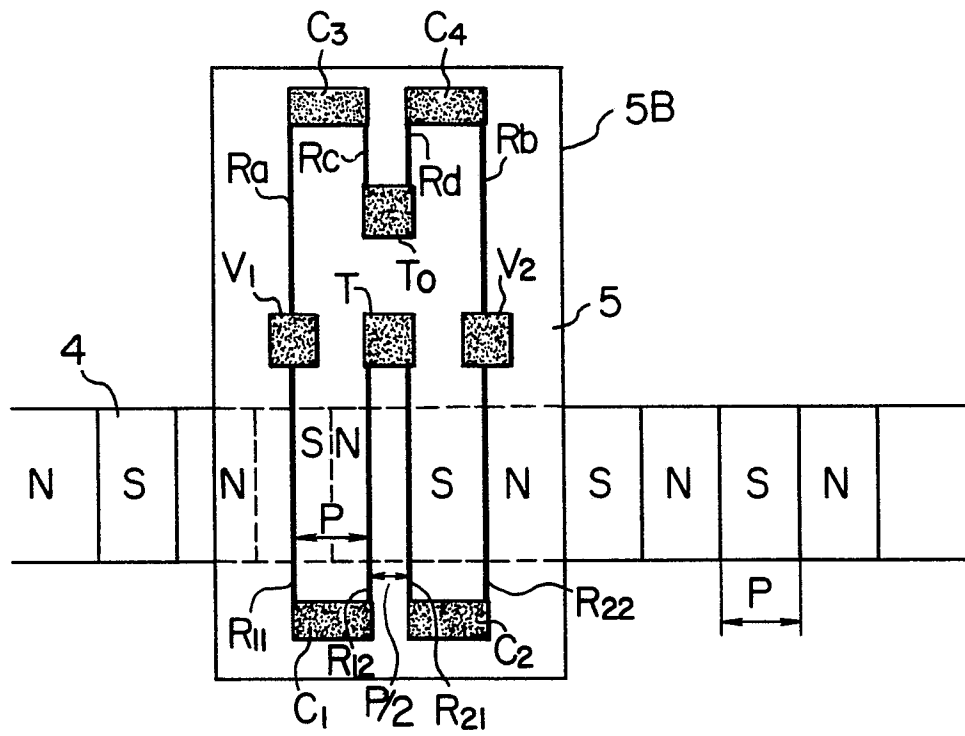 C3 C4
5B
Ra Rc Rd Rb
V1 T To V2
5
4
N S N S N S N S N S N
P
P
R11 R12 R22
C1 P/2 R21 C2